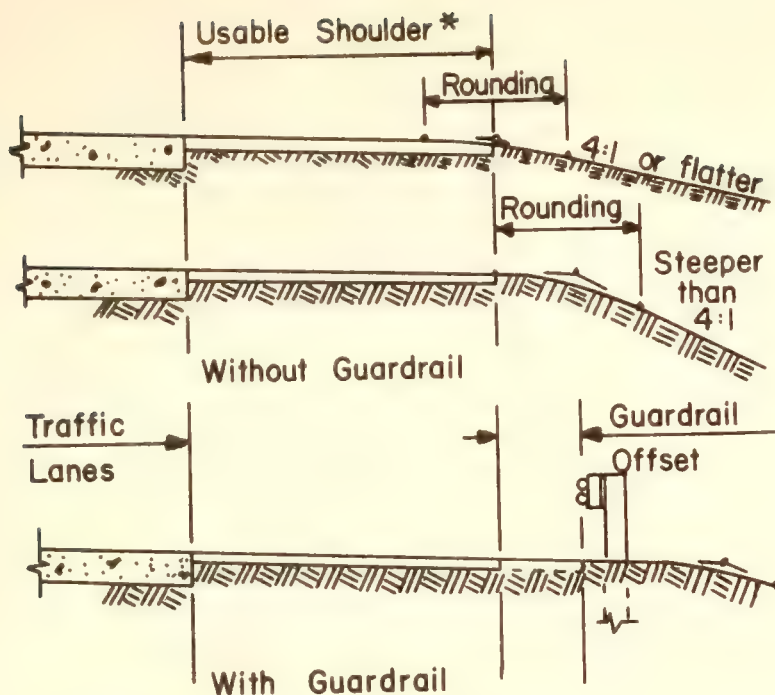 Usable Shoulder*
Rounding
4:1 or flatter
Rounding
Steeper
than
4:1
Without Guardrail
Traffic
Lanes
Guardrail
Offset
With Guardrail